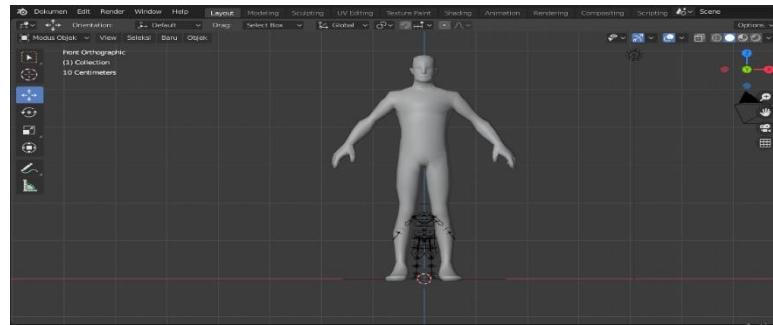 Dokumen Edit Render Window Help Layout Modeling Sculpting UV Editing Texture Paint Shading Animation Rendering Compositing Scripting Scene
Orientation: Default Drag: Select Box Global Options
Modus Objek View Seleksi Baru Objek
Front Orthographic
(1) Collection
10 Centimeters